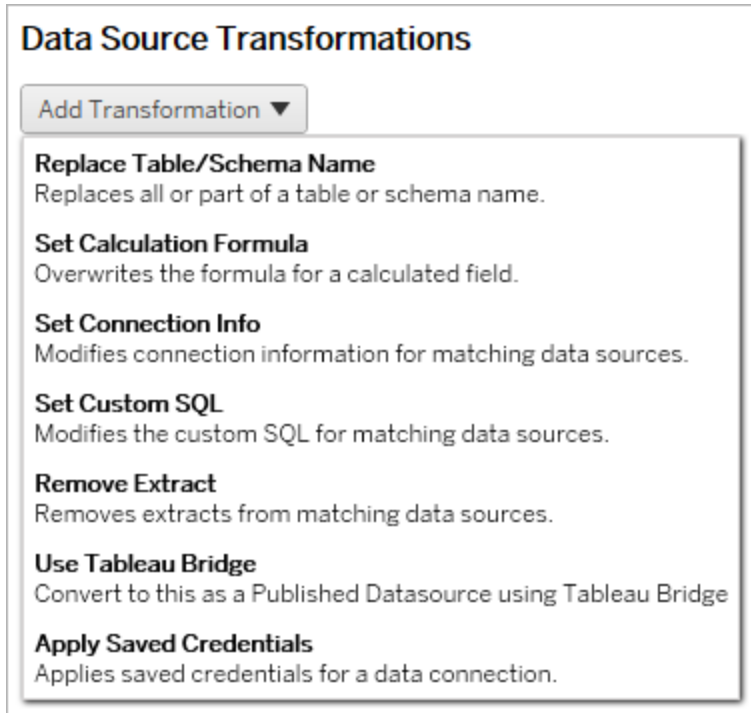 Data Source Transformations
Add Transformation ▼
Replace Table/Schema Name
Replaces all or part of a table or schema name.
Set Calculation Formula
Overwrites the formula for a calculated field.
Set Connection Info
Modifies connection information for matching data sources.
Set Custom SQL
Modifies the custom SQL for matching data sources.
Remove Extract
Removes extracts from matching data sources.
Use Tableau Bridge
Convert to this as a Published Datasource using Tableau Bridge
Apply Saved Credentials
Applies saved credentials for a data connection.